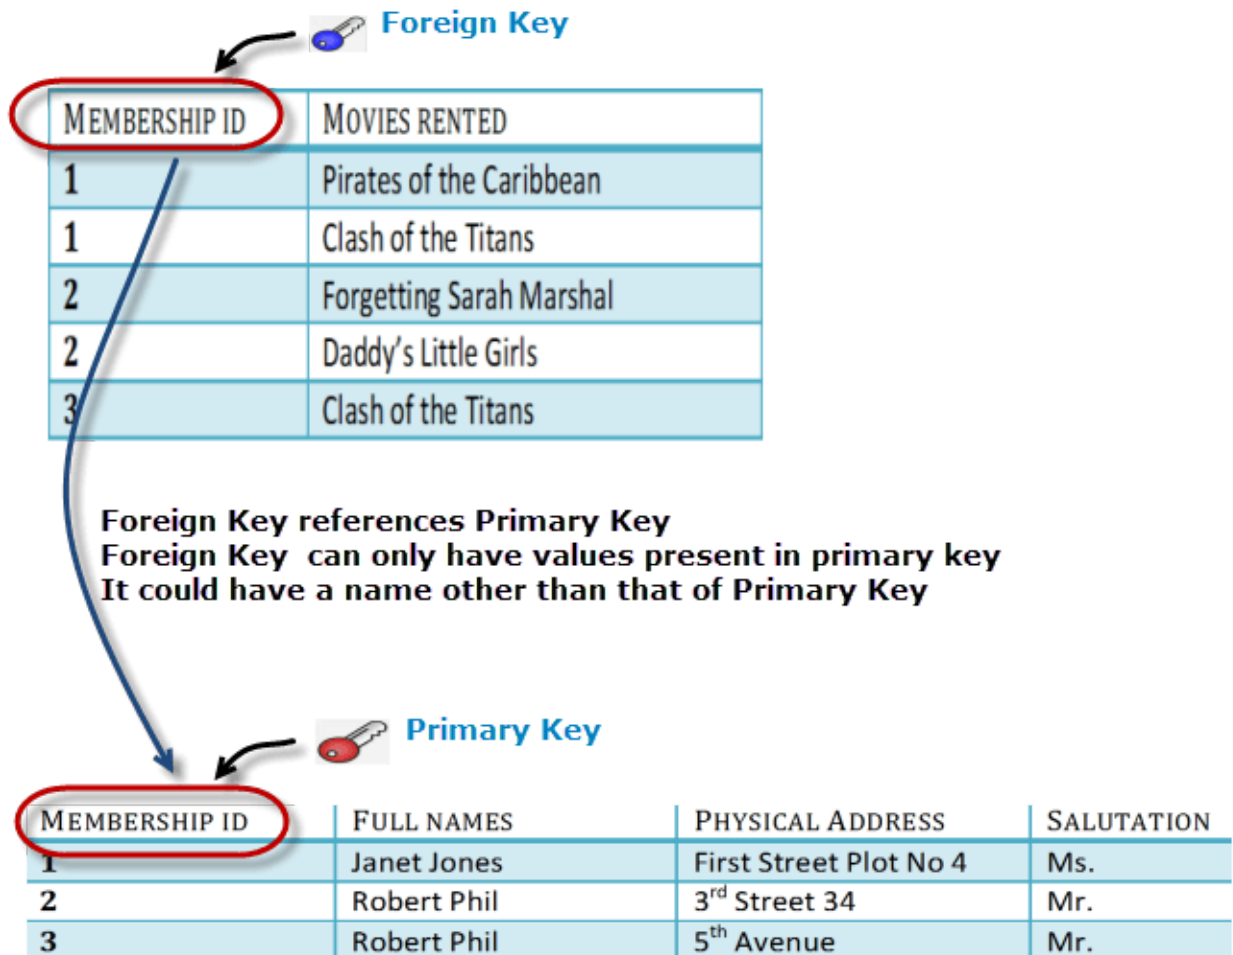 Foreign Key
MEMBERSHIP ID MOVIES RENTED
1 Pirates of the Caribbean
1 Clash of the Titans
2 Forgetting Sarah Marshal
2 Daddy's Little Girls
3 Clash of the Titans
Foreign Key references Primary Key
Foreign Key can only have values present in primary key
It could have a name other than that of Primary Key
Primary Key
MEMBERSHIP ID FULL NAMES PHYSICAL ADDRESS SALUTATION
1 Janet Jones First Street Plot No 4 Ms.
2 Robert Phil 3rd Street 34 Mr.
3 Robert Phil 5th Avenue Mr.